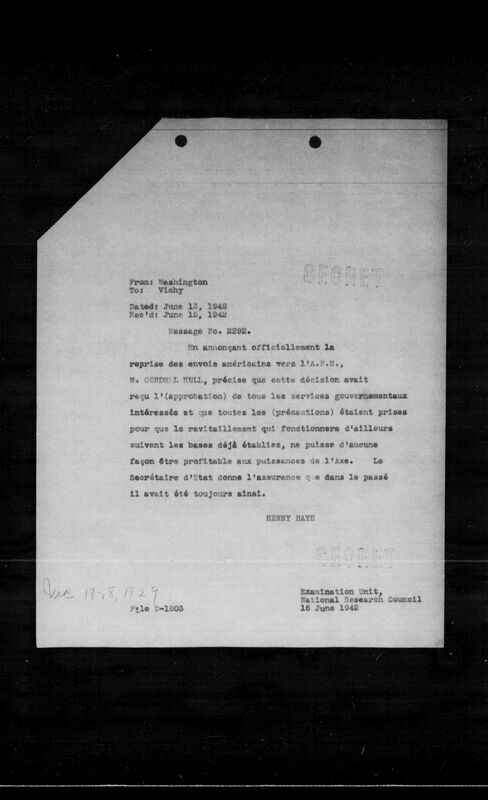 SECRET
From: Washington
To: Vichy
Dated: June 13, 1942
Rec'd: June 15, 1942
Message No. 2292.
En annonçant officiellement la
reprise des envois américains vers l'A.F.N.,
M. CORDELL HULL, précise que cette décision avait
reçu l'(approbation) de tous les services gouvernementaux
intéressés et que toutes les (précautions) étaient prises
pour que le ravitaillement qui fonctionnera d'ailleurs
suivant les bases déjà établies, ne puisse d'aucune
façon être profitable aux puissances de l'Axe. Le
Secrétaire d'Etat donne l'assurance que dans le passé
il avait été toujours ainsi.
HENRY HAYE
SECRET
1828, 1829
File D-1803
Examination Unit,
National Research Council
16 June 1942